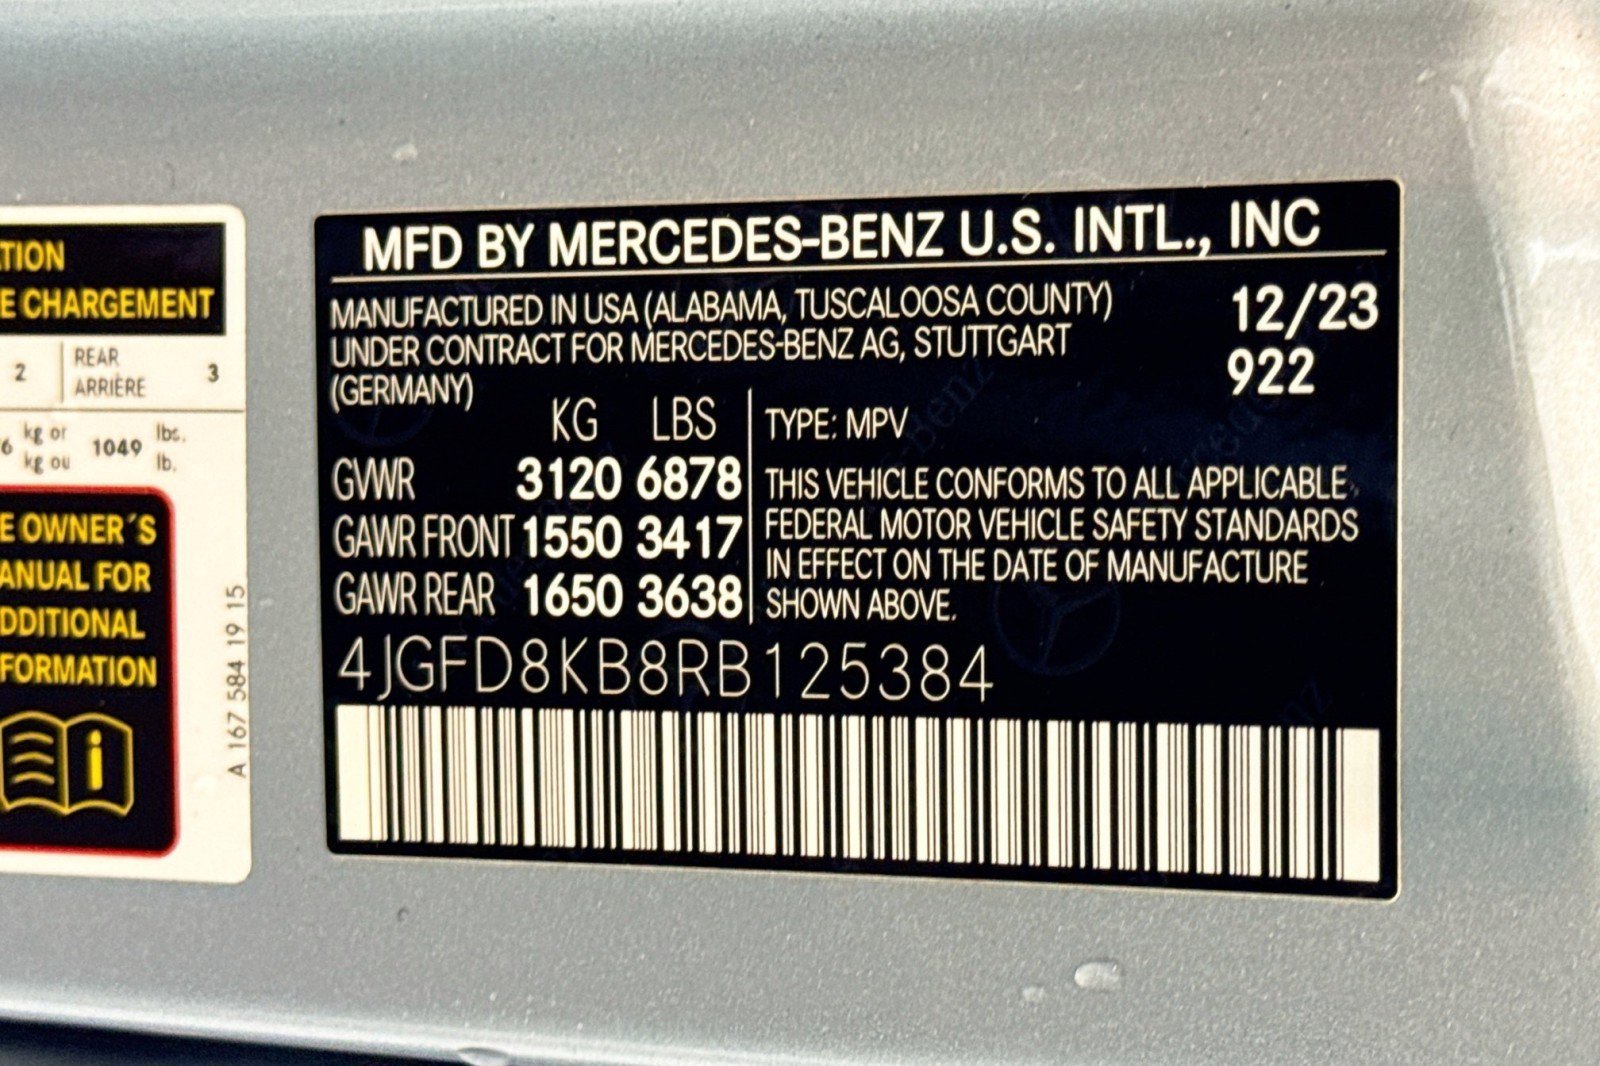 TION
E CHARGEMENT
2 REAR 3
ARRIÈRE
6 kg or 1049 lbs.
kg ou lb.
E OWNER´S
ANUAL FOR
DDITIONAL
FORMATION
i
A 167 584 19 15
MFD BY MERCEDES-BENZ U.S. INTL., INC
MANUFACTURED IN USA (ALABAMA, TUSCALOOSA COUNTY) 12/23
UNDER CONTRACT FOR MERCEDES-BENZ AG, STUTTGART 922
(GERMANY)
KG LBS
GVWR 3120 6878
GAWR FRONT 1550 3417
GAWR REAR 1650 3638
TYPE: MPV
THIS VEHICLE CONFORMS TO ALL APPLICABLE
FEDERAL MOTOR VEHICLE SAFETY STANDARDS
IN EFFECT ON THE DATE OF MANUFACTURE
SHOWN ABOVE.
4JGFD8KB8RB125384